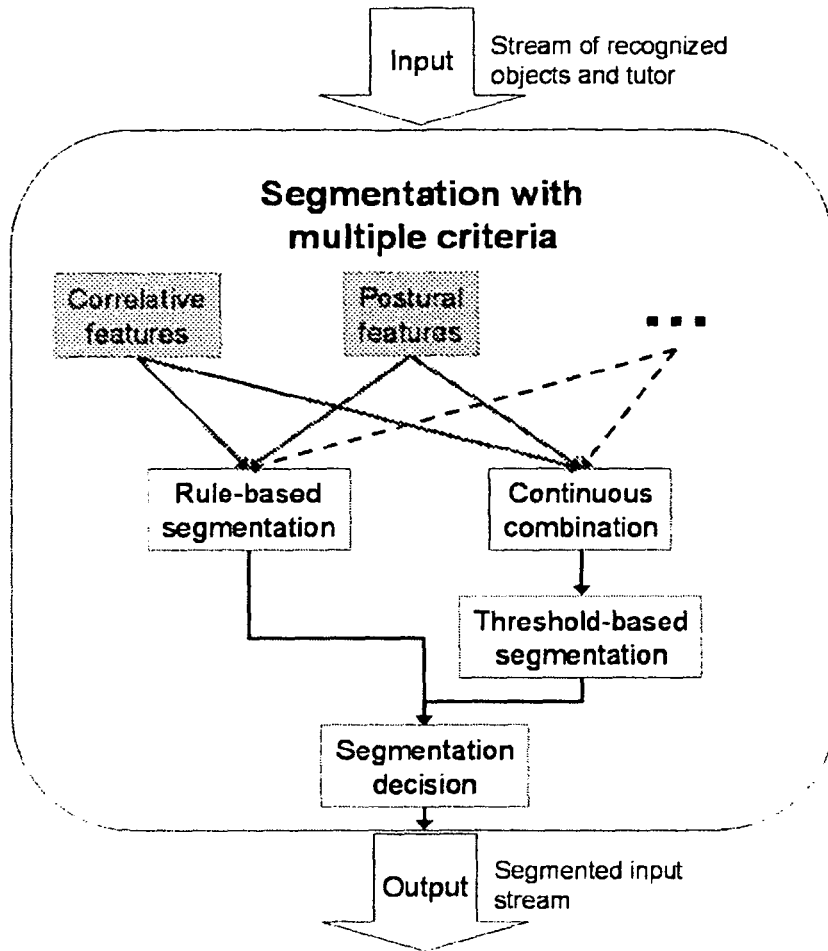 Input
Stream of recognized
objects and tutor
Segmentation with
multiple criteria
Correlative
features
Postural
features
...
Rule-based
segmentation
Continuous
combination
Threshold-based
segmentation
Segmentation
decision
Output
Segmented input
stream